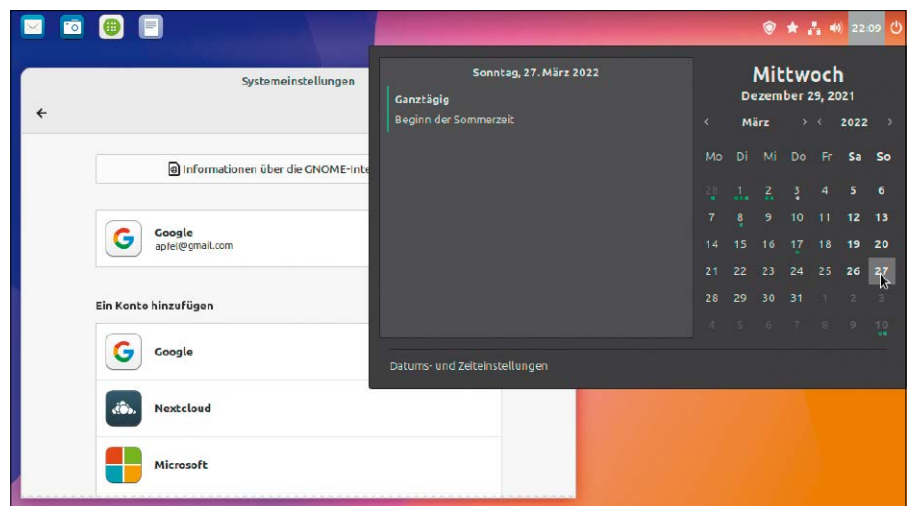 22:09
Systemeinstellungen
Informationen über die GNOME-Inte
Google
apfel@gmail.com
Ein Konto hinzufügen
Google
Nextcloud
Microsoft
Sonntag, 27. März 2022
Ganztägig
Beginn der Sommerzeit
Mittwoch
Dezember 29, 2021
März 2022
Mo Di Mi Do Fr Sa So
28 1 2 3 4 5 6
7 8 9 10 11 12 13
14 15 16 17 18 19 20
21 22 23 24 25 26 27
28 29 30 31 1 2 3
4 5 6 7 8 9 10
Datums- und Zeiteinstellungen